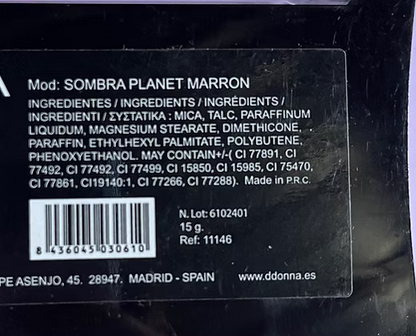 Mod: SOMBRA PLANET MARRON
INGREDIENTES / INGREDIENTS / INGRÉDIENTS /
INGREDIENTI / ΣΥΣΤΑΤΙΚΑ : MICA, TALC, PARAFFINUM
LIQUIDUM, MAGNESIUM STEARATE, DIMETHICONE,
PARAFFIN, ETHYLHEXYL PALMITATE, POLYBUTENE,
PHENOXYETHANOL. MAY CONTAIN+/-( CI 77891, CI
77492, CI 77492, CI 77499, CI 15850, CI 15985, CI 75470,
CI 77861, CI19140:1, CI 77266, CI 77288). Made in P.R.C.
N. Lot: 6102401
15 g.
Ref: 11146
8 436045 030610
PE ASENJO, 45. 28947. MADRID - SPAIN www.ddonna.es